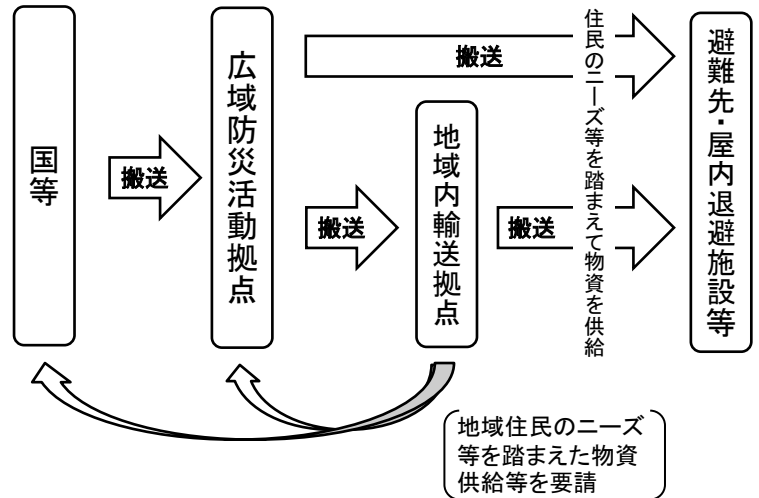 国等
搬送
広域防災活動拠点
搬送
搬送
地域内輸送拠点
搬送
住民のニーズ等を踏まえて物資を供給
避難先・屋内退避施設等
地域住民のニーズ
等を踏まえた物資
供給等を要請